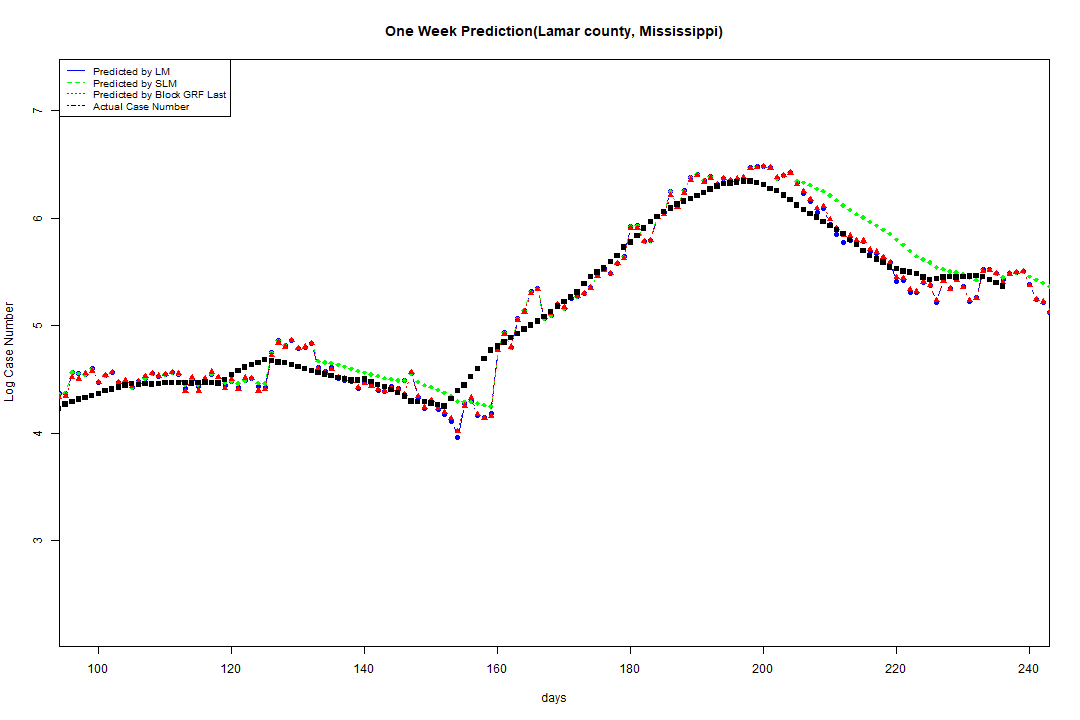 One Week Prediction(Lamar county, Mississippi)
Predicted by LM
Predicted by SLM
Predicted by Block GRF Last
Actual Case Number
7
6
5
4
3
Log Case Number
100 120 140 160 180 200 220 240
days